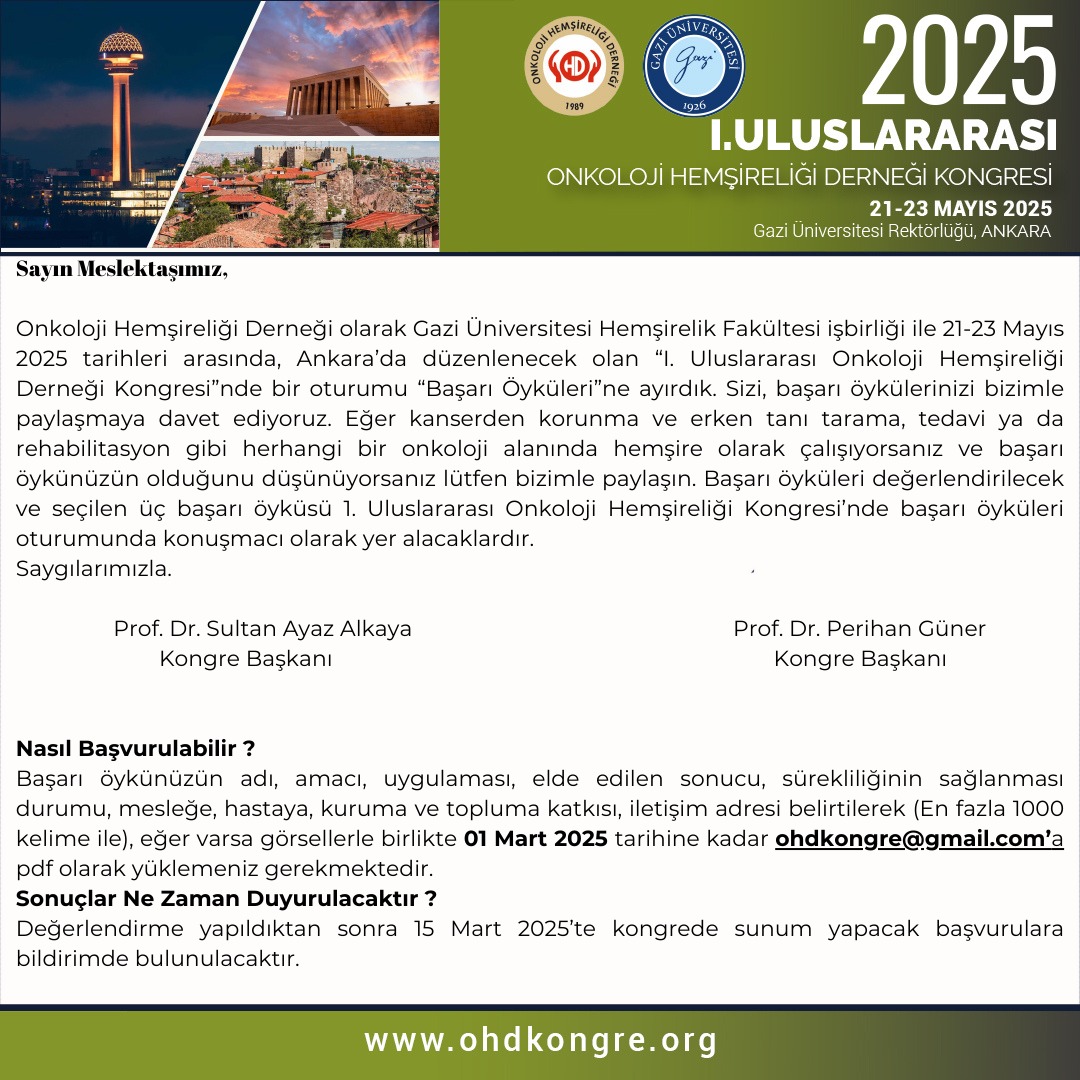 ONKOLOJİ HEMŞİRELİĞİ DERNEĞİ
HD
1989
GAZİ ÜNİVERSİTESİ
Gazi
1926
2025
I.ULUSLARARASI
ONKOLOJİ HEMŞİRELİĞİ DERNEĞİ KONGRESİ
21-23 MAYIS 2025
Gazi Üniversitesi Rektörlüğü, ANKARA
Sayın Meslektaşımız,
Onkoloji Hemşireliği Derneği olarak Gazi Üniversitesi Hemşirelik Fakültesi işbirliği ile 21-23 Mayıs
2025 tarihleri arasında, Ankara’da düzenlenecek olan “I. Uluslararası Onkoloji Hemşireliği
Derneği Kongresi”nde bir oturumu “Başarı Öyküleri”ne ayırdık. Sizi, başarı öykülerinizi bizimle
paylaşmaya davet ediyoruz. Eğer kanserden korunma ve erken tanı tarama, tedavi ya da
rehabilitasyon gibi herhangi bir onkoloji alanında hemşire olarak çalışıyorsanız ve başarı
öykünüzün olduğunu düşünüyorsanız lütfen bizimle paylaşın. Başarı öyküleri değerlendirilecek
ve seçilen üç başarı öyküsü 1. Uluslararası Onkoloji Hemşireliği Kongresi’nde başarı öyküleri
oturumunda konuşmacı olarak yer alacaklardır.
Saygılarımızla.
Prof. Dr. Sultan Ayaz Alkaya
Kongre Başkanı
Prof. Dr. Perihan Güner
Kongre Başkanı
Nasıl Başvurulabilir ?
Başarı öykünüzün adı, amacı, uygulaması, elde edilen sonucu, sürekliliğinin sağlanması
durumu, mesleğe, hastaya, kuruma ve topluma katkısı, iletişim adresi belirtilerek (En fazla 1000
kelime ile), eğer varsa görsellerle birlikte 01 Mart 2025 tarihine kadar ohdkongre@gmail.com’a
pdf olarak yüklemeniz gerekmektedir.
Sonuçlar Ne Zaman Duyurulacaktır ?
Değerlendirme yapıldıktan sonra 15 Mart 2025’te kongrede sunum yapacak başvurulara
bildirimde bulunulacaktır.
www.ohdkongre.org